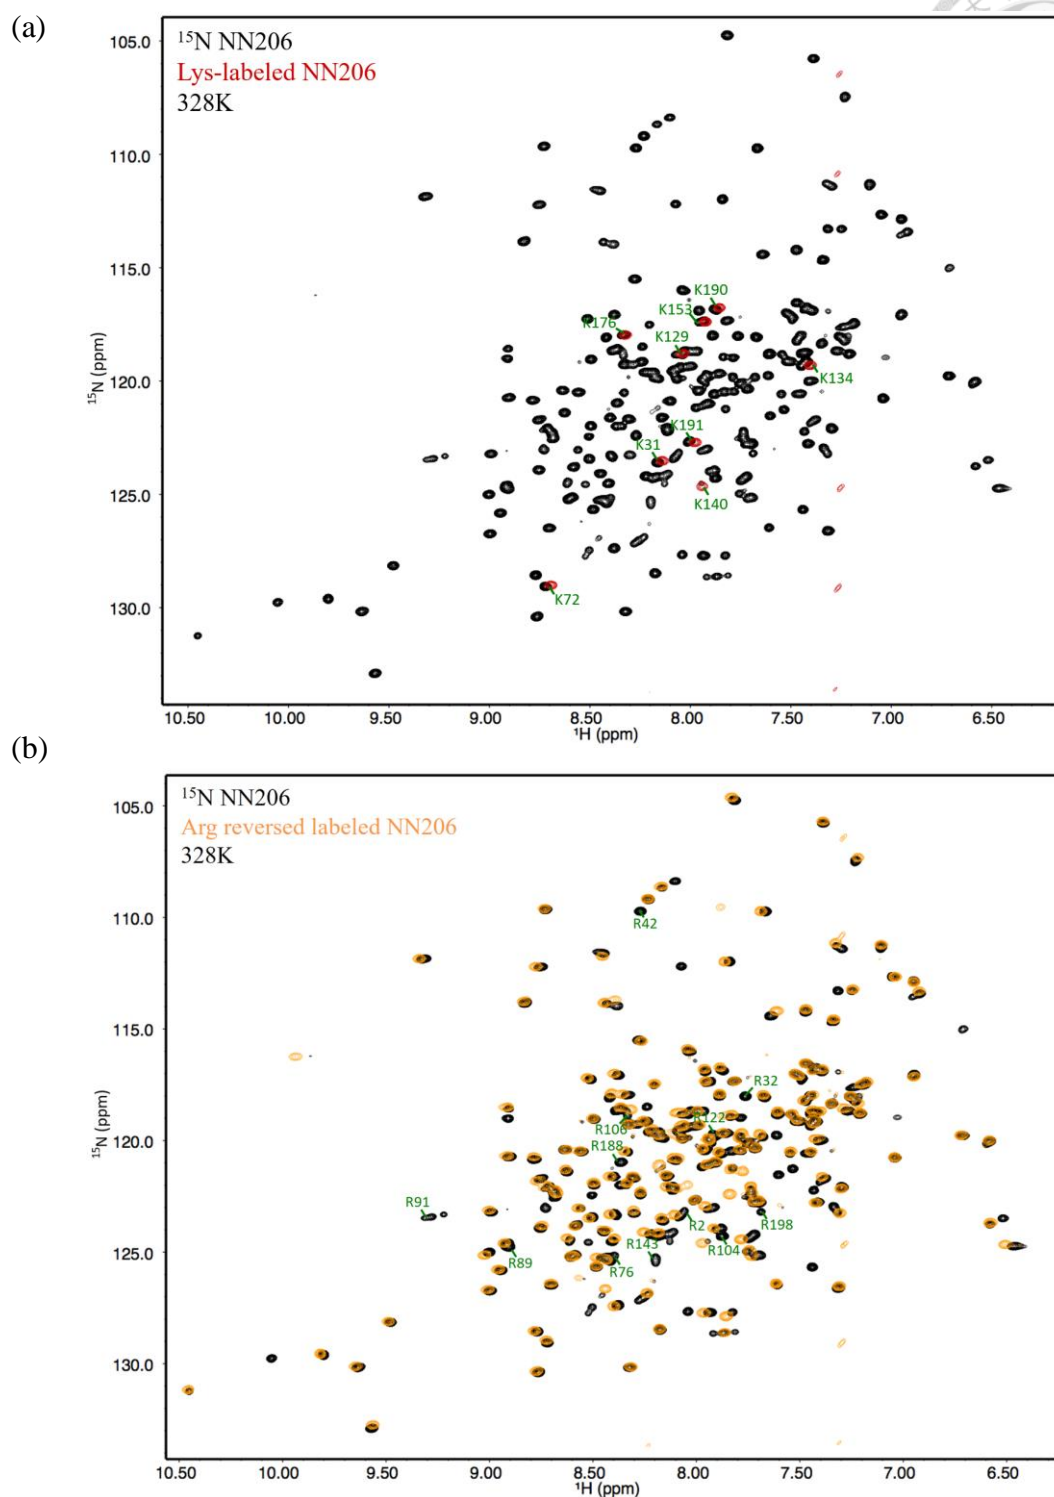 (a)
¹⁵N NN206
Lys-labeled NN206
328K
105.0
110.0
115.0
120.0
125.0
130.0
¹⁵N (ppm)
K190
K153
K176
K129
K134
K191
K31
K140
K72
10.50 10.00 9.50 9.00 8.50 8.00 7.50 7.00 6.50
¹H (ppm)
(b)
¹⁵N NN206
Arg reversed labeled NN206
328K
105.0
110.0
115.0
120.0
125.0
130.0
¹⁵N (ppm)
R42
R32
R106
R122
R188
R91
R2
R198
R143
R104
R89
R76
10.50 10.00 9.50 9.00 8.50 8.00 7.50 7.00 6.50
¹H (ppm)